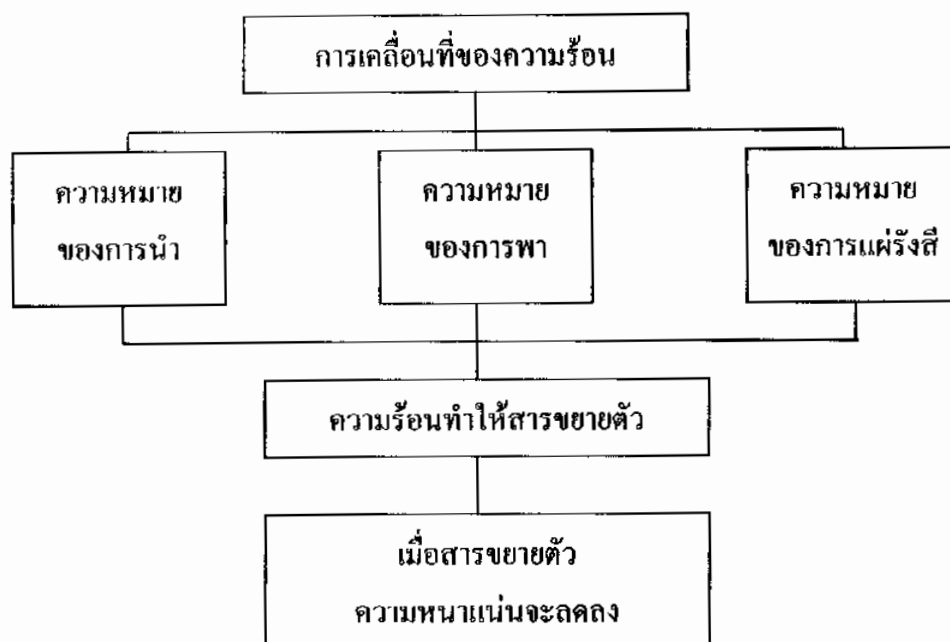 การเคลื่อนที่ของความร้อน
ความหมาย
ของการนำ
ความหมาย
ของการพา
ความหมาย
ของการแผ่รังสี
ความร้อนทำให้สารขยายตัว
เมื่อสารขยายตัว
ความหนาแน่นจะลดลง